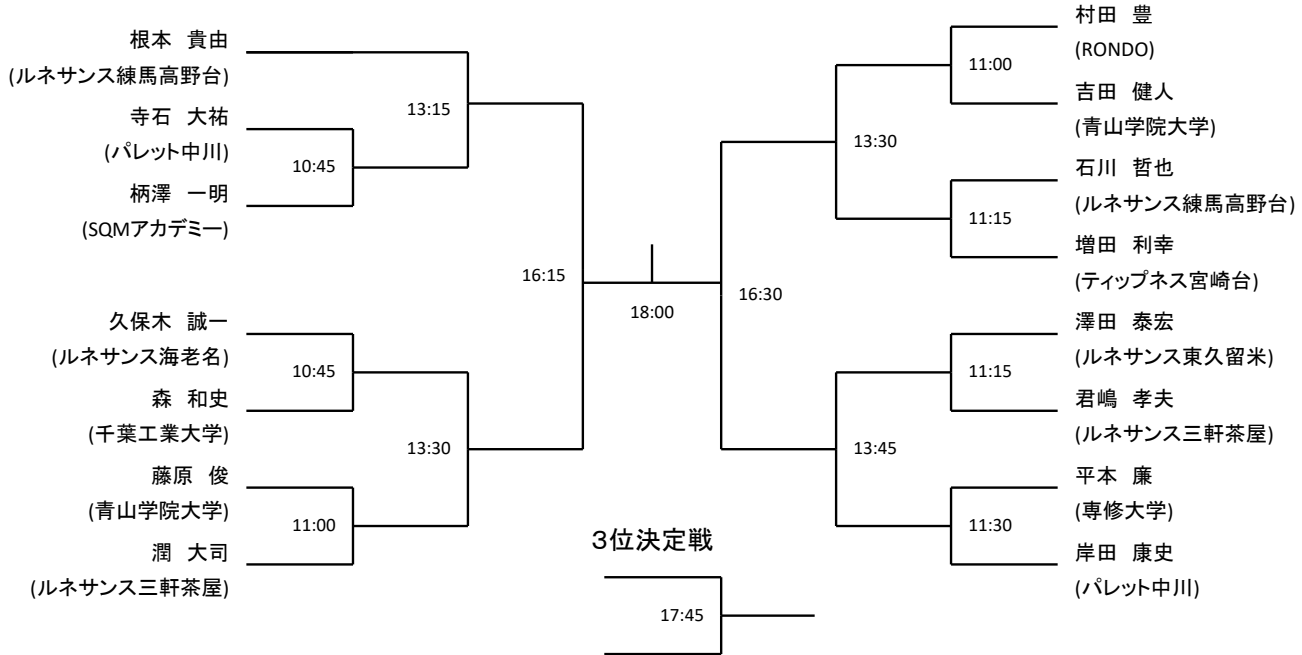 根本 貴由
(ルネサンス練馬高野台)
13:15
寺石 大祐
(パレット中川)
10:45
柄澤 一明
(SQMアカデミー)
16:15
久保木 誠一
(ルネサンス海老名)
10:45
森 和史
(千葉工業大学)
13:30
藤原 俊
(青山学院大学)
11:00
潤 大司
(ルネサンス三軒茶屋)
18:00
村田 豊
(RONDO)
11:00
吉田 健人
(青山学院大学)
13:30
石川 哲也
(ルネサンス練馬高野台)
11:15
増田 利幸
(ティップネス宮崎台)
16:30
澤田 泰宏
(ルネサンス東久留米)
11:15
君嶋 孝夫
(ルネサンス三軒茶屋)
13:45
平本 廉
(専修大学)
11:30
岸田 康史
(パレット中川)
3位決定戦
17:45